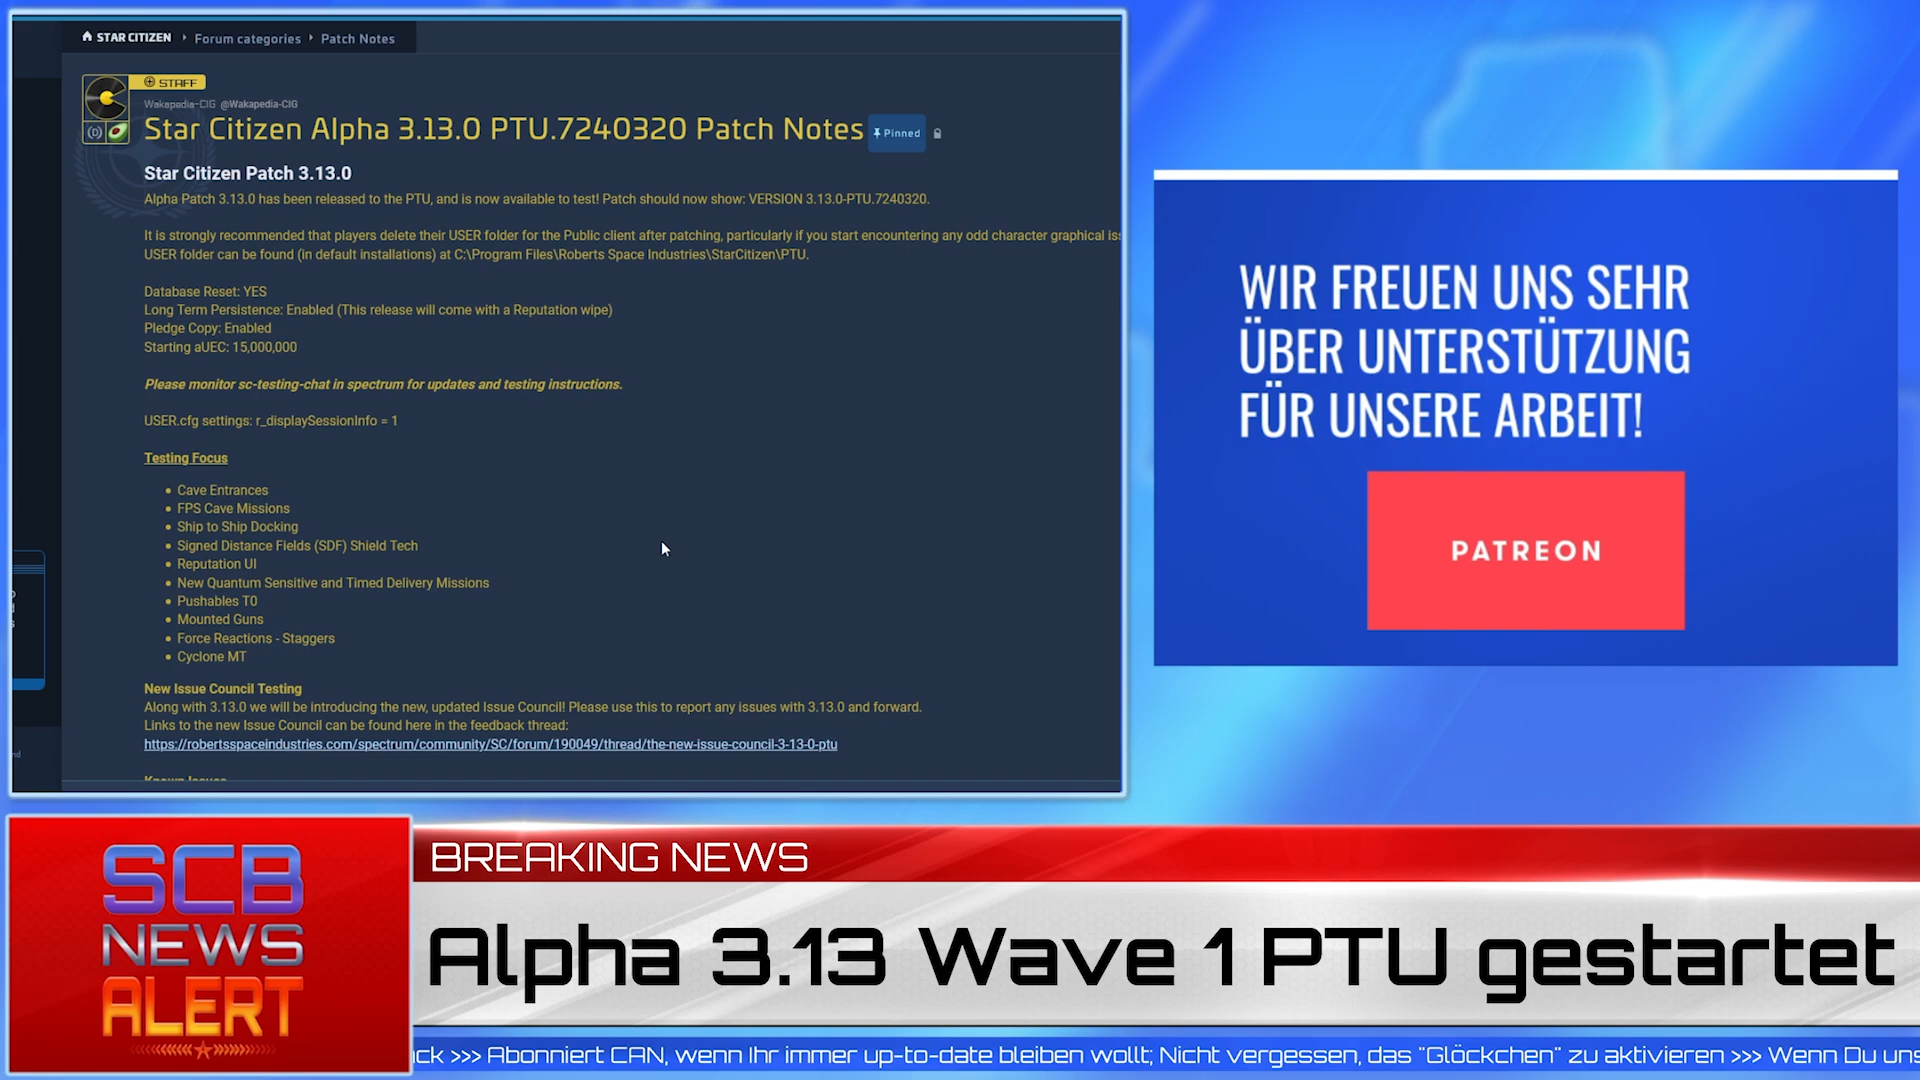 STAR CITIZEN › Forum categories › Patch Notes
STAFF
Wakapedia-CIG @Wakapedia-CIG
Star Citizen Alpha 3.13.0 PTU.7240320 Patch Notes Pinned
Star Citizen Patch 3.13.0
Alpha Patch 3.13.0 has been released to the PTU, and is now available to test! Patch should now show: VERSION 3.13.0-PTU.7240320.
It is strongly recommended that players delete their USER folder for the Public client after patching, particularly if you start encountering any odd character graphical
USER folder can be found (in default installations) at C:\Program Files\Roberts Space Industries\StarCitizen\PTU.
Database Reset: YES
Long Term Persistence: Enabled (This release will come with a Reputation wipe)
Pledge Copy: Enabled
Starting aUEC: 15,000,000
Please monitor sc-testing-chat in spectrum for updates and testing instructions.
USER.cfg settings: r_displaySessionInfo = 1
Testing Focus
• Cave Entrances
• FPS Cave Missions
• Ship to Ship Docking
• Signed Distance Fields (SDF) Shield Tech
• Reputation UI
• New Quantum Sensitive and Timed Delivery Missions
• Pushables T0
• Mounted Guns
• Force Reactions - Staggers
• Cyclone MT
New Issue Council Testing
Along with 3.13.0 we will be introducing the new, updated Issue Council! Please use this to report any issues with 3.13.0 and forward.
Links to the new Issue Council can be found here in the feedback thread:
https://robertsspaceindustries.com/spectrum/community/SC/forum/190049/thread/the-new-issue-council-3-13-0-ptu
Known Issues
WIR FREUEN UNS SEHR
ÜBER UNTERSTÜTZUNG
FÜR UNSERE ARBEIT!
PATREON
SCB
NEWS
ALERT
BREAKING NEWS
Alpha 3.13 Wave 1 PTU gestartet
ck >>> Abonniert CAN, wenn Ihr immer up-to-date bleiben wollt; Nicht vergessen, das "Glöckchen" zu aktivieren >>> Wenn Du uns